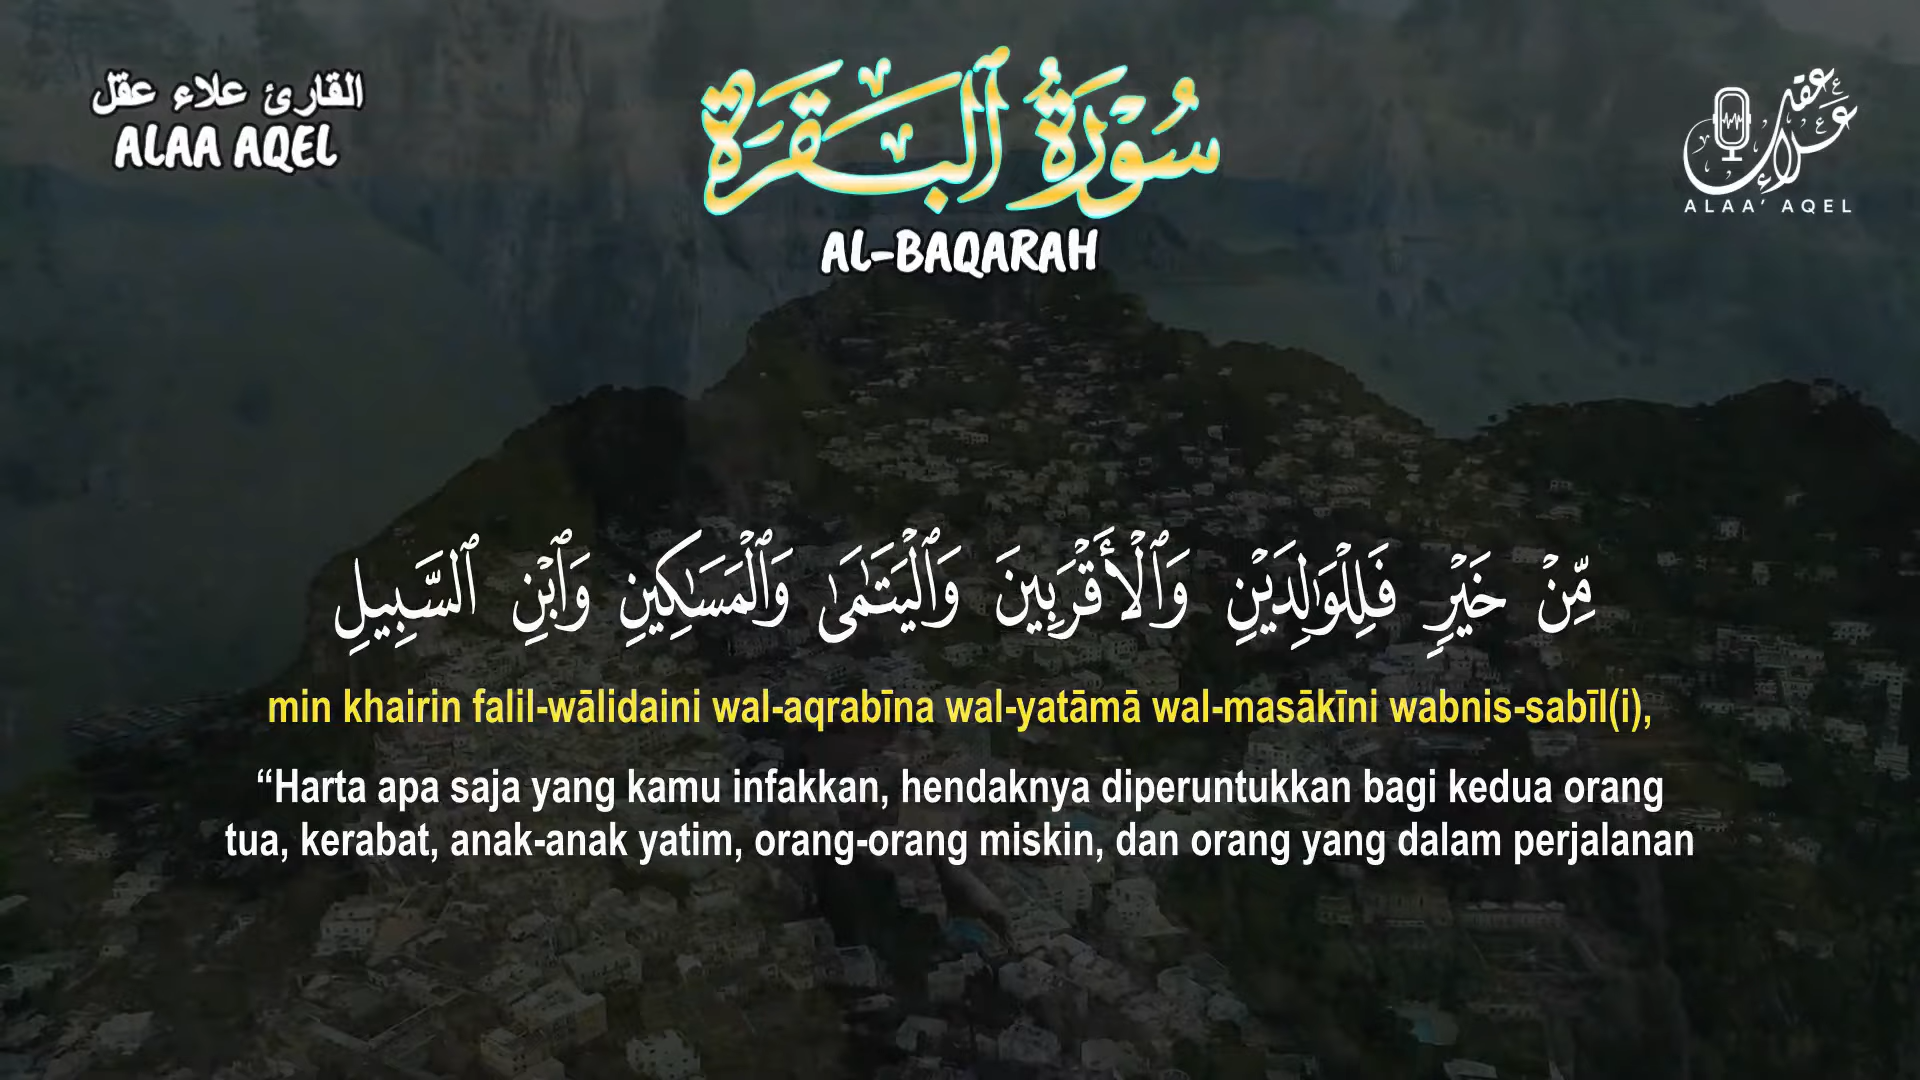 القارئ علاء عقل
ALAA AQEL
سُوْرَةُ ٱلْبَقَرَةِ
AL-BAQARAH
علاء عقل
ALAA' AQEL
مِّنْ خَيْرٍ فَلِلْوَٰلِدَيْنِ وَٱلْأَقْرَبِينَ وَٱلْيَتَـٰمَىٰ وَٱلْمَسَـٰكِينِ وَٱبْنِ ٱلسَّبِيلِ
min khairin falil-wālidaini wal-aqrabīna wal-yatāmā wal-masākīni wabnis-sabīl(i),
“Harta apa saja yang kamu infakkan, hendaknya diperuntukkan bagi kedua orang
tua, kerabat, anak-anak yatim, orang-orang miskin, dan orang yang dalam perjalanan